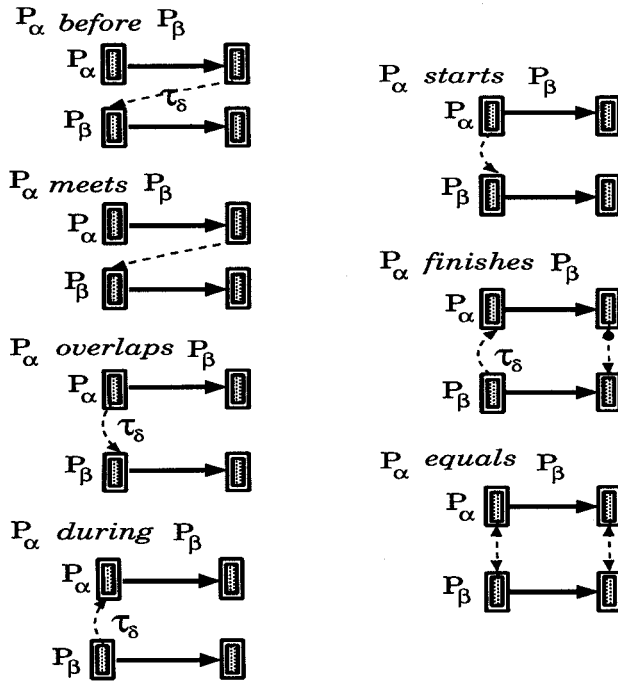 Pα before Pβ
Pα
τδ
Pβ
Pα meets Pβ
Pα
Pβ
Pα overlaps Pβ
Pα
τδ
Pβ
Pα during Pβ
Pα
τδ
Pβ
Pα starts Pβ
Pα
Pβ
Pα finishes Pβ
Pα
τδ
Pβ
Pα equals Pβ
Pα
Pβ